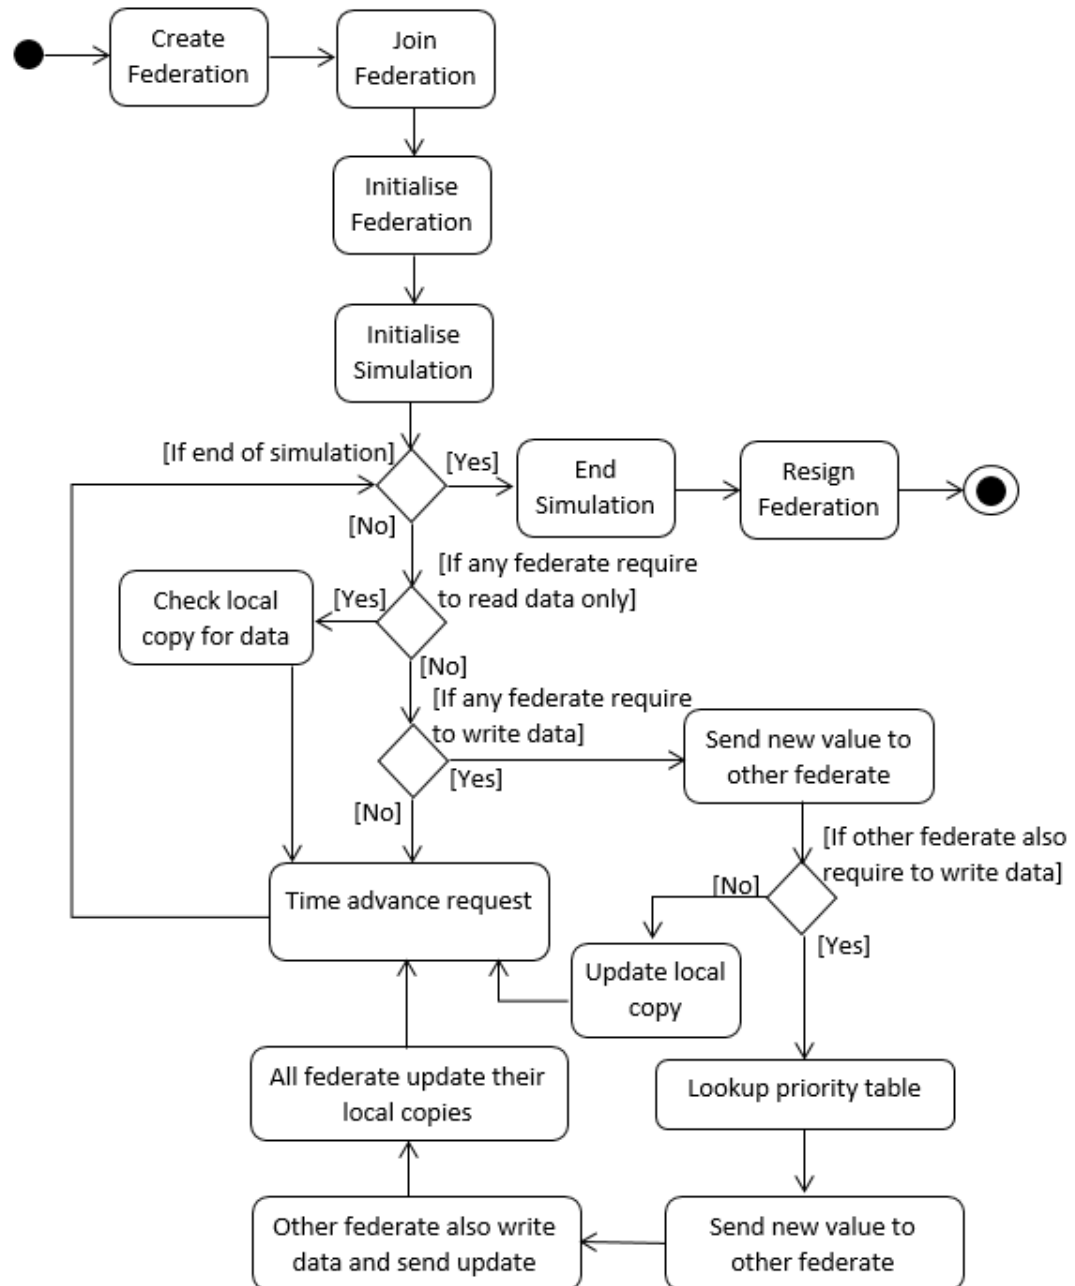 Create
Federation
Join
Federation
Initialise
Federation
Initialise
Simulation
[If end of simulation]
[Yes]
End
Simulation
Resign
Federation
[No]
[If any federate require
to read data only]
[Yes]
Check local
copy for data
[No]
[If any federate require
to write data]
[Yes]
Send new value to
other federate
[No]
[If other federate also
require to write data]
Time advance request
[No]
[Yes]
Update local
copy
All federate update their
local copies
Lookup priority table
Other federate also write
data and send update
Send new value to
other federate